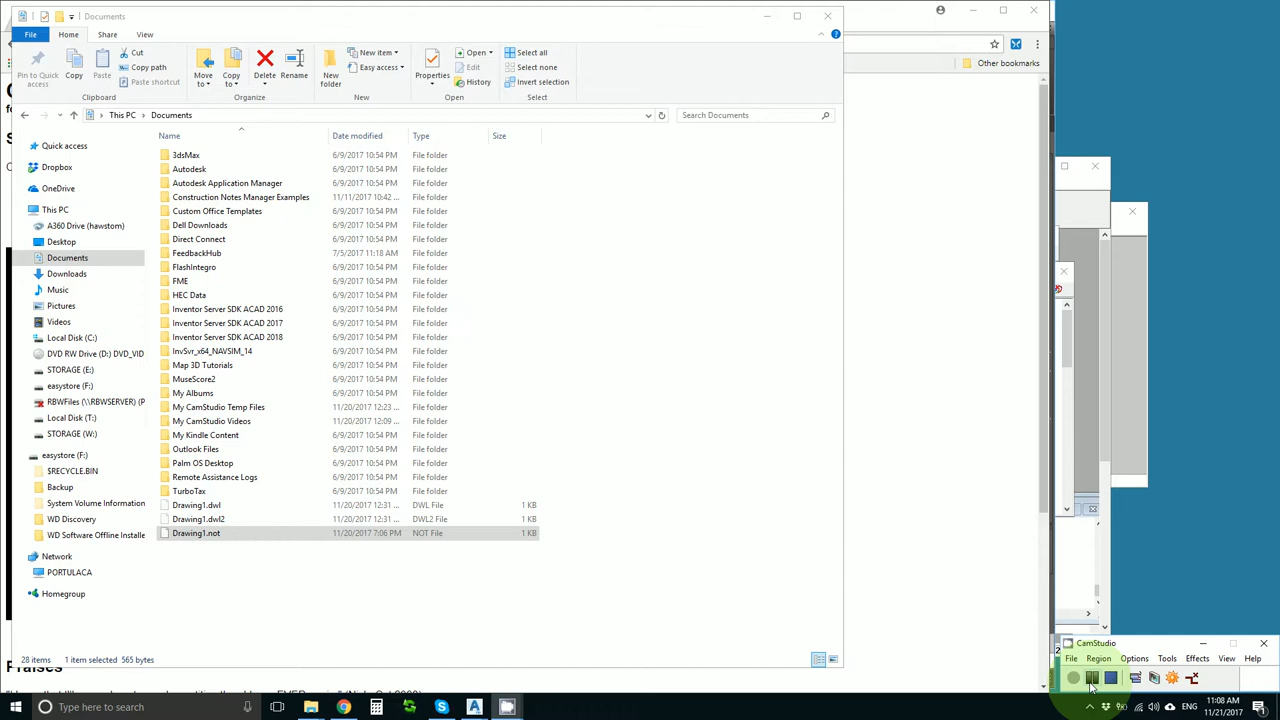 Documents
File
Home
Share
View
Pin to Quick access
Copy
Paste
Cut
Copy path
Paste shortcut
Clipboard
Move to
Copy to
Delete
Rename
Organize
New folder
New item
Easy access
New
Properties
Open
Edit
History
Open
Select all
Select none
Invert selection
Select
This PC > Documents
Search Documents
Other bookmarks
Name Date modified Type Size
Quick access
Dropbox
OneDrive
This PC
A360 Drive (hawstom)
Desktop
Documents
Downloads
Music
Pictures
Videos
Local Disk (C:)
DVD RW Drive (D:) DVD_VID
STORAGE (E:)
easystore (F:)
RBWFiles (\\RBWSERVER) (P
Local Disk (T:)
STORAGE (W:)
easystore (F:)
$RECYCLE.BIN
Backup
System Volume Information
WD Discovery
WD Software Offline Installe
Network
PORTULACA
Homegroup
3dsMax 6/9/2017 10:54 PM File folder
Autodesk 6/9/2017 10:54 PM File folder
Autodesk Application Manager 6/9/2017 10:54 PM File folder
Construction Notes Manager Examples 11/11/2017 10:42 ... File folder
Custom Office Templates 6/9/2017 10:54 PM File folder
Dell Downloads 6/9/2017 10:54 PM File folder
Direct Connect 6/9/2017 10:54 PM File folder
FeedbackHub 7/5/2017 11:18 AM File folder
FlashIntegro 6/9/2017 10:54 PM File folder
FME 6/9/2017 10:54 PM File folder
HEC Data 6/9/2017 10:54 PM File folder
Inventor Server SDK ACAD 2016 6/9/2017 10:54 PM File folder
Inventor Server SDK ACAD 2017 6/9/2017 10:54 PM File folder
Inventor Server SDK ACAD 2018 6/9/2017 10:54 PM File folder
InvSvr_x64_NAVSIM_14 6/9/2017 10:54 PM File folder
Map 3D Tutorials 6/9/2017 10:54 PM File folder
MuseScore2 6/9/2017 10:54 PM File folder
My Albums 6/9/2017 10:54 PM File folder
My CamStudio Temp Files 11/20/2017 12:23 ... File folder
My CamStudio Videos 11/20/2017 12:09 ... File folder
My Kindle Content 6/9/2017 10:54 PM File folder
Outlook Files 6/9/2017 10:54 PM File folder
Palm OS Desktop 6/9/2017 10:54 PM File folder
Remote Assistance Logs 6/9/2017 10:54 PM File folder
TurboTax 6/9/2017 10:54 PM File folder
Drawing1.dwl 11/20/2017 12:31 ... DWL File 1 KB
Drawing1.dwl2 11/20/2017 12:31 ... DWL2 File 1 KB
Drawing1.not 11/20/2017 7:06 PM NOT File 1 KB
28 items 1 item selected 565 bytes
CamStudio
File Region Options Tools Effects View Help
Type here to search
11:08 AM
11/21/2017